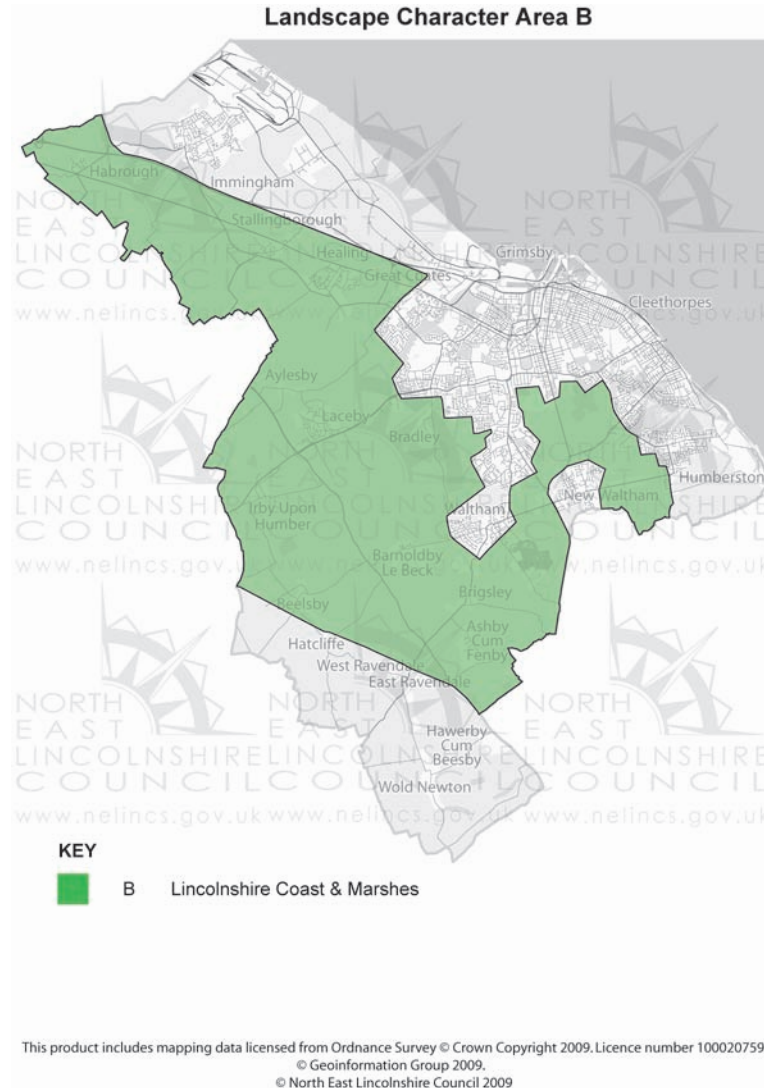 Landscape Character Area B
Habrough
Immingham
Stallingborough
Healing
Great Coates
Grimsby
Cleethorpes
Aylesby
Laceby
Bradley
Humberston
New Waltham
Waltham
Irby Upon
Humber
Barnoldby
Le Beck
Brigsley
Beelsby
Ashby
Cum
Fenby
Hatcliffe
West Ravendale
East Ravendale
Hawerby
Cum
Beesby
Wold Newton
NORTH
EAST
LINCOLNSHIRE
COUNCIL
www.nelincs.gov.uk
KEY
B Lincolnshire Coast & Marshes
This product includes mapping data licensed from Ordnance Survey © Crown Copyright 2009. Licence number 100020759
© Geoinformation Group 2009.
© North East Lincolnshire Council 2009